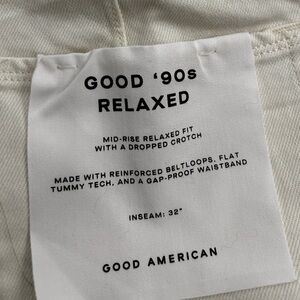 GOOD '90s
RELAXED
MID-RISE RELAXED FIT
WITH A DROPPED CROTCH
MADE WITH REINFORCED BELTLOOPS, FLAT
TUMMY TECH, AND A GAP-PROOF WAISTBAND
INSEAM: 32"
GOOD AMERICAN